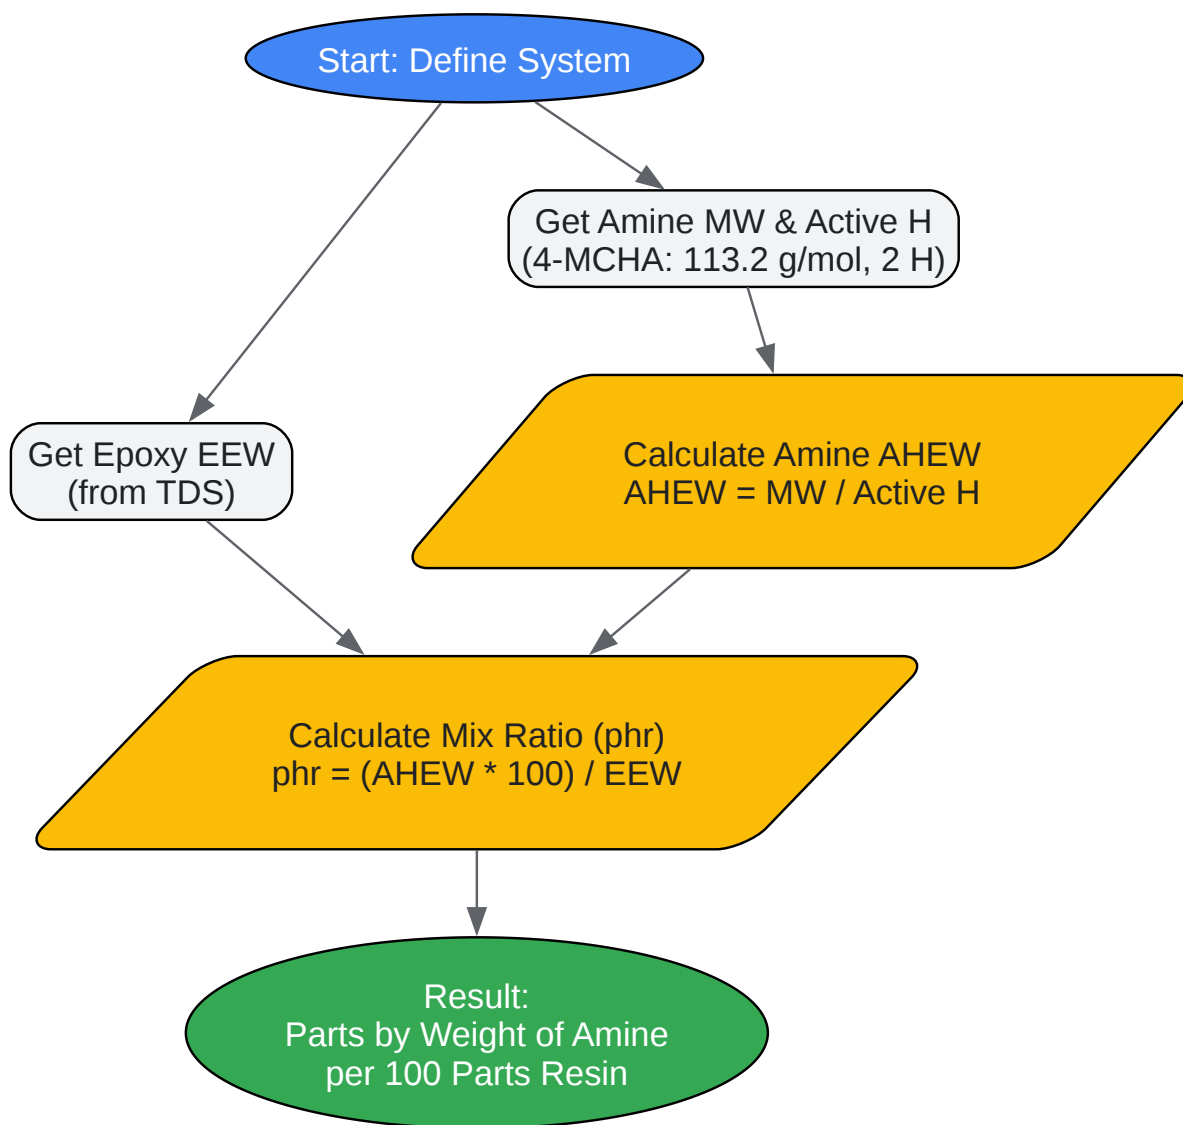 Start: Define System
Get Amine MW & Active H
(4-MCHA: 113.2 g/mol, 2 H)
Get Epoxy EEW
(from TDS)
Calculate Amine AHEW
AHEW = MW / Active H
Calculate Mix Ratio (phr)
phr = (AHEW * 100) / EEW
Result:
Parts by Weight of Amine
per 100 Parts Resin